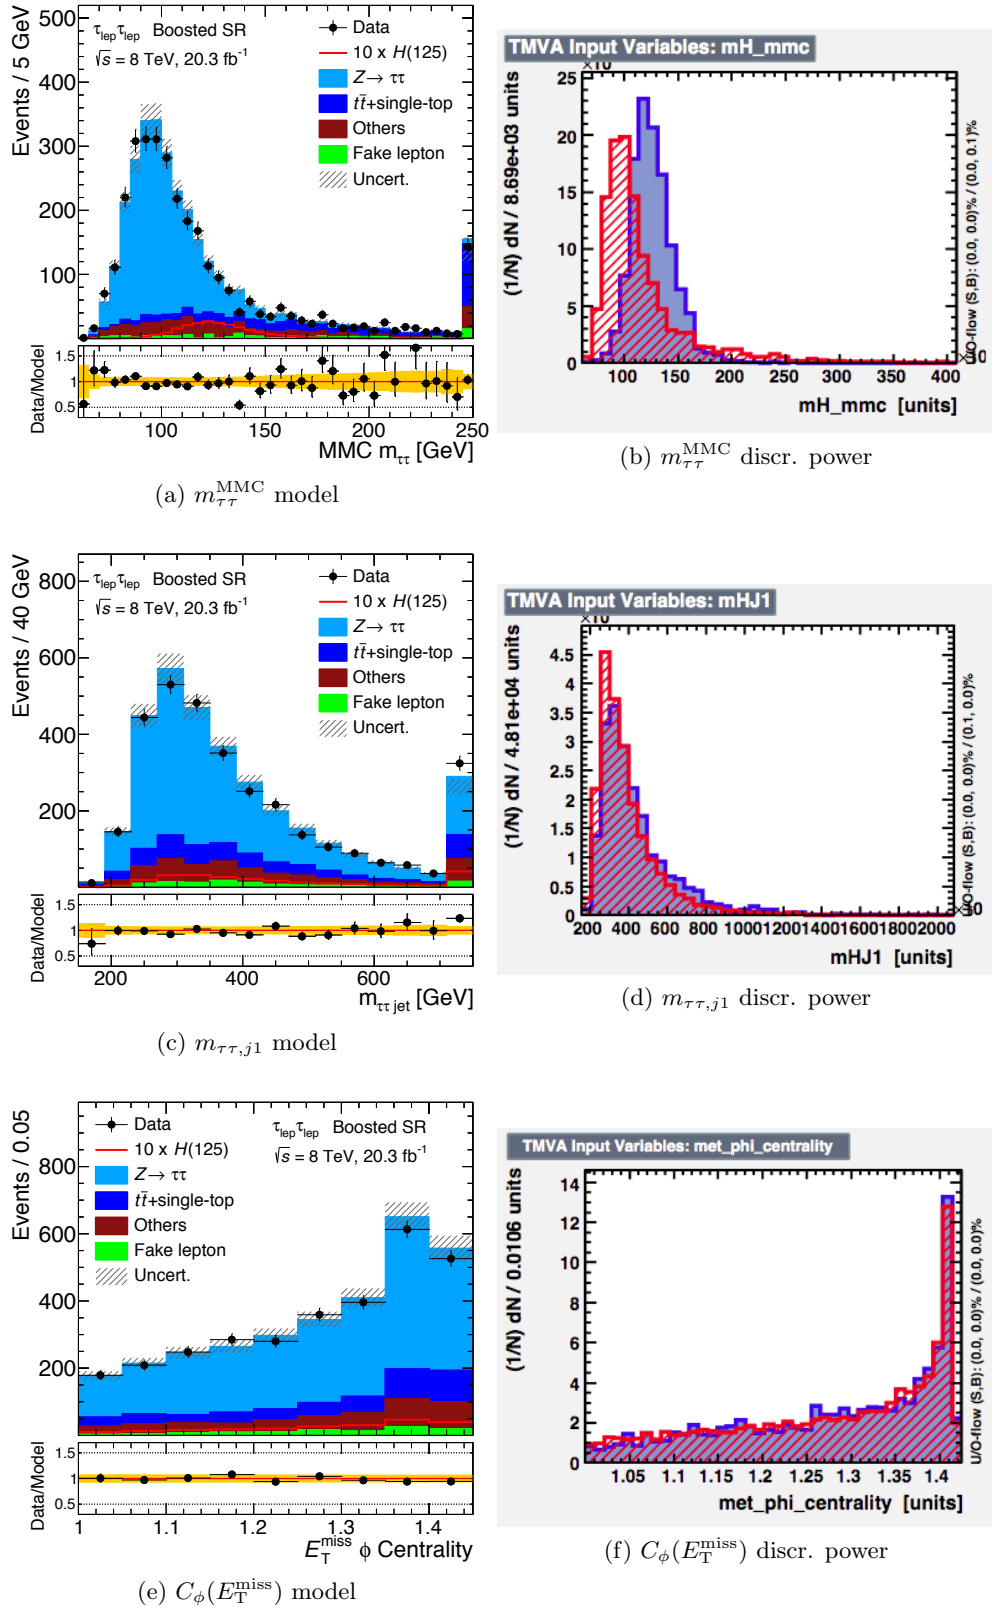 Events / 5 GeV
500
400
300
200
100
τlepτlep Boosted SR
√s = 8 TeV, 20.3 fb⁻¹
Data
10 x H(125)
Z→ ττ
tt̄+single-top
Others
Fake lepton
Uncert.
Data/Model
1.5
1
0.5
100 150 200 250
MMC mττ [GeV]
(a) mττ^MMC model
TMVA Input Variables: mH_mmc
(1/N) dN / 8.69e+03 units
25
20
15
10
5
0
100 150 200 250 300 350 400
mH_mmc [units]
U/O-flow (S,B): (0.0, 0.0)% / (0.0, 0.1)%
(b) mττ^MMC discr. power
Events / 40 GeV
800
600
400
200
τlepτlep Boosted SR
√s = 8 TeV, 20.3 fb⁻¹
Data
10 x H(125)
Z→ ττ
tt̄+single-top
Others
Fake lepton
Uncert.
Data/Model
1.5
1
0.5
200 400 600
mττ jet [GeV]
(c) mττ,j1 model
TMVA Input Variables: mHJ1
(1/N) dN / 4.81e+04 units
4.5
4
3.5
3
2.5
2
1.5
1
0.5
0
200 400 600 800 1000 1200 1400 1600 1800 2000
mHJ1 [units]
U/O-flow (S,B): (0.0, 0.0)% / (0.1, 0.0)%
(d) mττ,j1 discr. power
Events / 0.05
800
600
400
200
Data
10 x H(125)
Z→ ττ
tt̄+single-top
Others
Fake lepton
Uncert.
τlepτlep Boosted SR
√s = 8 TeV, 20.3 fb⁻¹
Data/Model
1.5
1
0.5
1 1.1 1.2 1.3 1.4
E_T^miss ϕ Centrality
(e) Cϕ(E_T^miss) model
TMVA Input Variables: met_phi_centrality
(1/N) dN / 0.0106 units
14
12
10
8
6
4
2
0
1.05 1.1 1.15 1.2 1.25 1.3 1.35 1.4
met_phi_centrality [units]
U/O-flow (S,B): (0.0, 0.0)% / (0.0, 0.0)%
(f) Cϕ(E_T^miss) discr. power